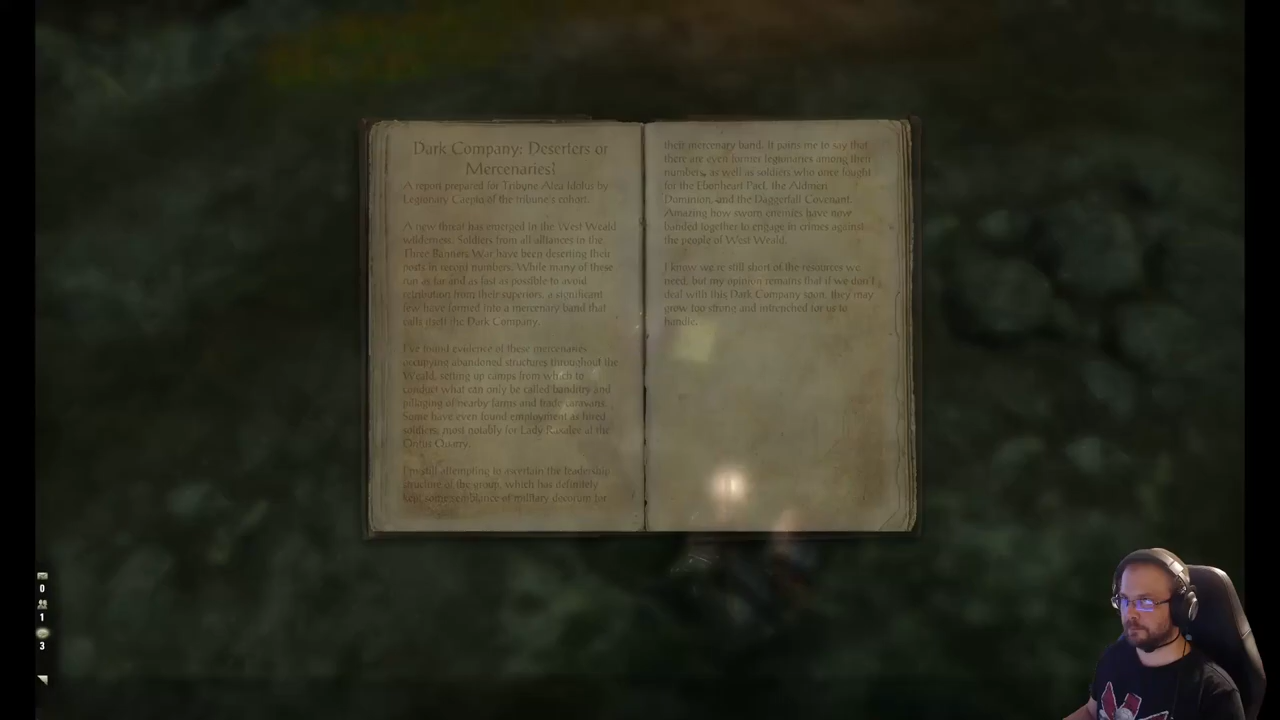 Dark Company: Deserters or
Mercenaries?
A report prepared for Tribune Alea Idolus by
Legionary Caepio of the tribune's cohort.
A new threat has emerged in the West Weald
wilderness. Soldiers from all alliances in the
Three Banners War have been deserting their
posts in recent numbers. While many of these
run as far and as fast as possible to avoid
retribution from their superiors, a significant
few have formed into a mercenary band that
calls itself the Dark Company.
I've found evidence of these mercenaries
occupying abandoned structures throughout the
Weald, setting up camps from which to
conduct what can only be called banditry and
pillaging of nearby farms and trade caravans.
Some have even found employment as hired
soldiers, most notably for Lady at the
Quarry.
I'm still attempting to ascertain the leadership
structure of the group, which has definitely
kept some semblance of military decorum for
their mercenary band. It pains me to say that
there are even former legionaries among their
numbers, as well as soldiers who once fought
for the Ebonheart Pact, the Aldmeri
Dominion, and the Daggerfall Covenant.
Amazing how sworn enemies have now
banded together to engage in crimes against
the people of West Weald.
I know we're still short of the resources we
need, but my opinion remains that if we don't
deal with this Dark Company soon, they may
grow too strong and entrenched for us to
handle.
0
1
3